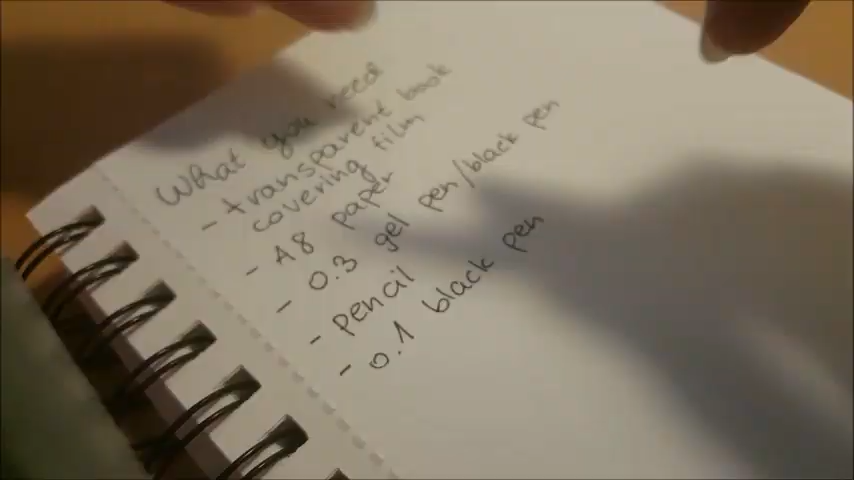 What you need
- transparent book
covering film
- A8 paper
- 0.3 gel pen/black pen
- pencil
- 0.1 black pen